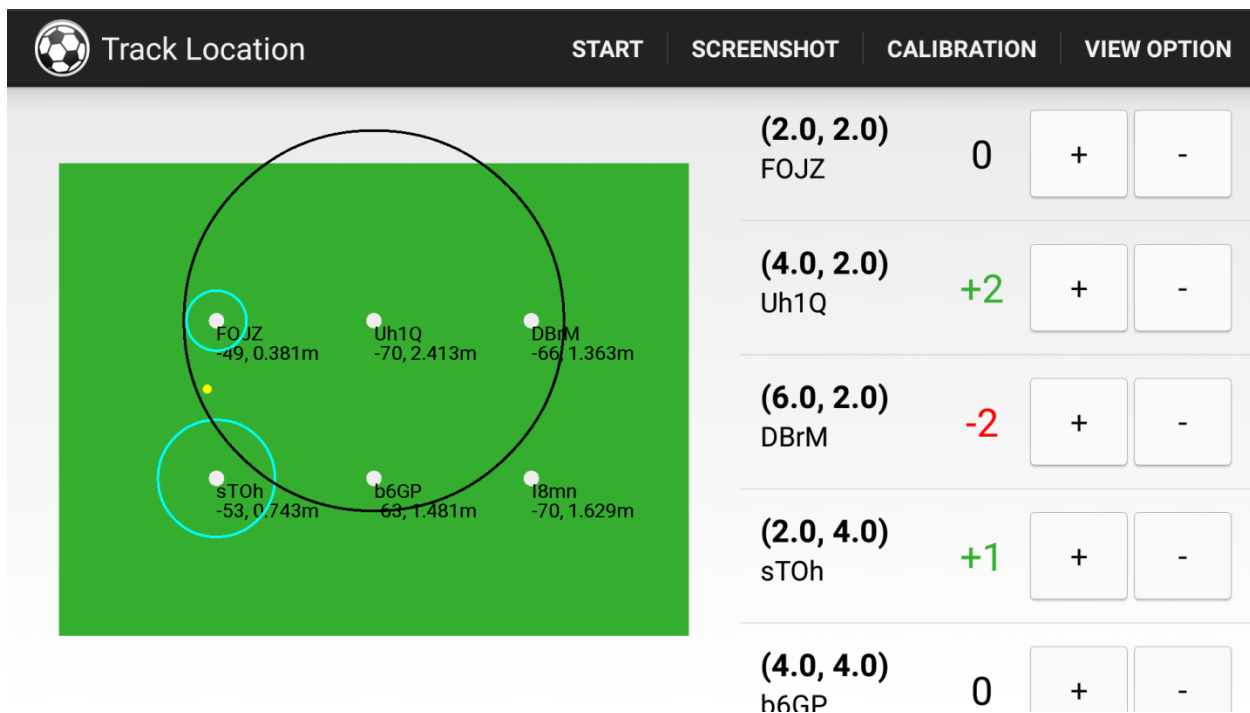 Track Location
START
SCREENSHOT
CALIBRATION
VIEW OPTION
FOJZ
-49, 0.381m
Uh1Q
-70, 2.413m
DBrM
-66, 1.363m
sTOh
-53, 0.743m
b6GP
-63, 1.481m
I8mn
-70, 1.629m
(2.0, 2.0)
FOJZ
0
+
-
(4.0, 2.0)
Uh1Q
+2
+
-
(6.0, 2.0)
DBrM
-2
+
-
(2.0, 4.0)
sTOh
+1
+
-
(4.0, 4.0)
b6GP
0
+
-